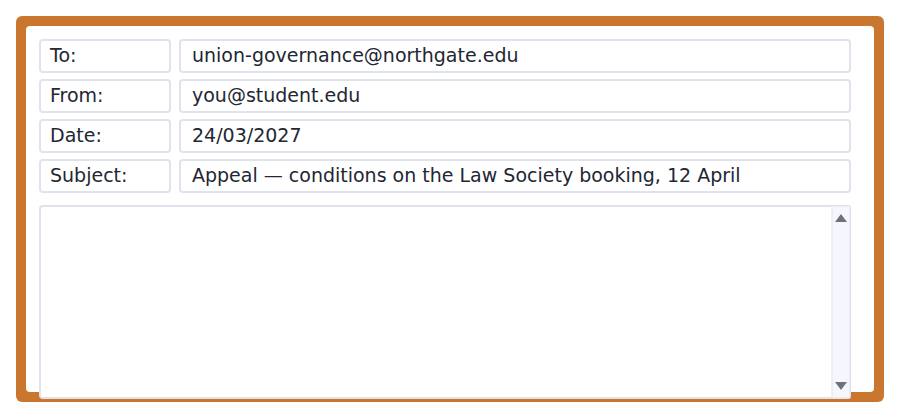 To: union-governance@northgate.edu
From: you@student.edu
Date: 24/03/2027
Subject: Appeal — conditions on the Law Society booking, 12 April